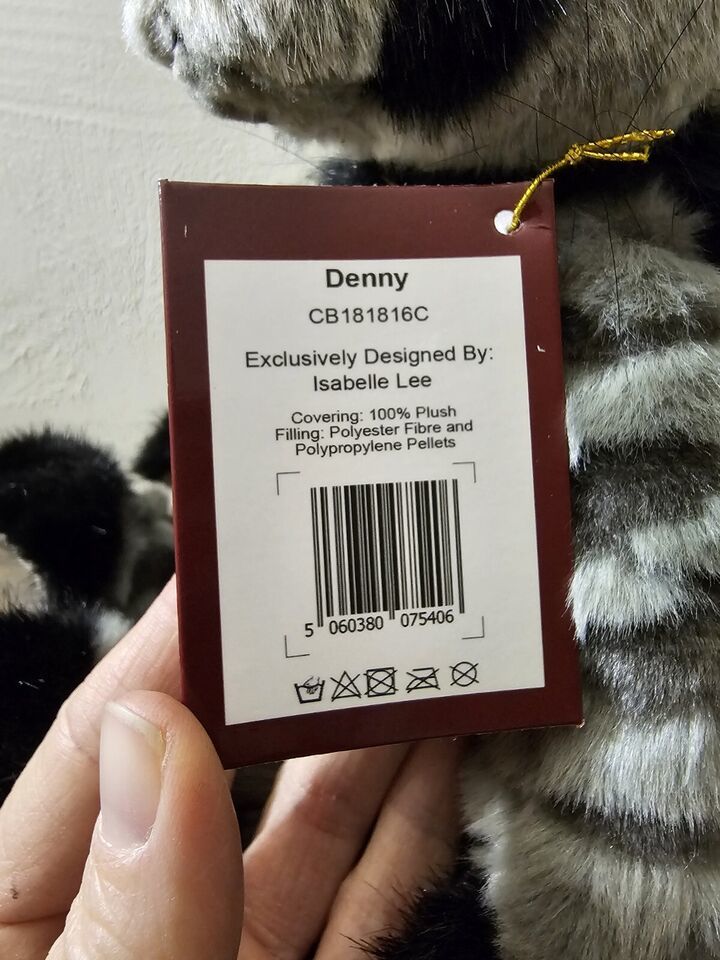 Denny
CB181816C
Exclusively Designed By:
Isabelle Lee
Covering: 100% Plush
Filling: Polyester Fibre and
Polypropylene Pellets
5 060380 075406